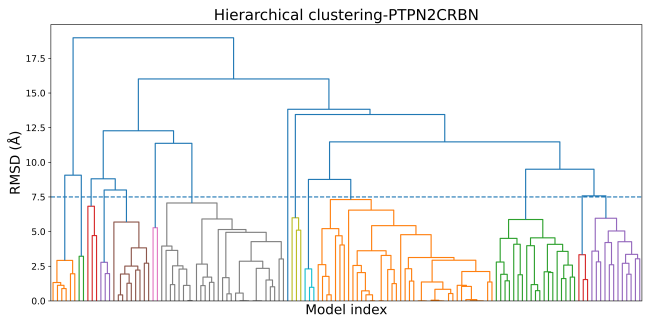 Hierarchical clustering-PTPN2CRBN
RMSD (Å)
17.5
15.0
12.5
10.0
7.5
5.0
2.5
0.0
Model index